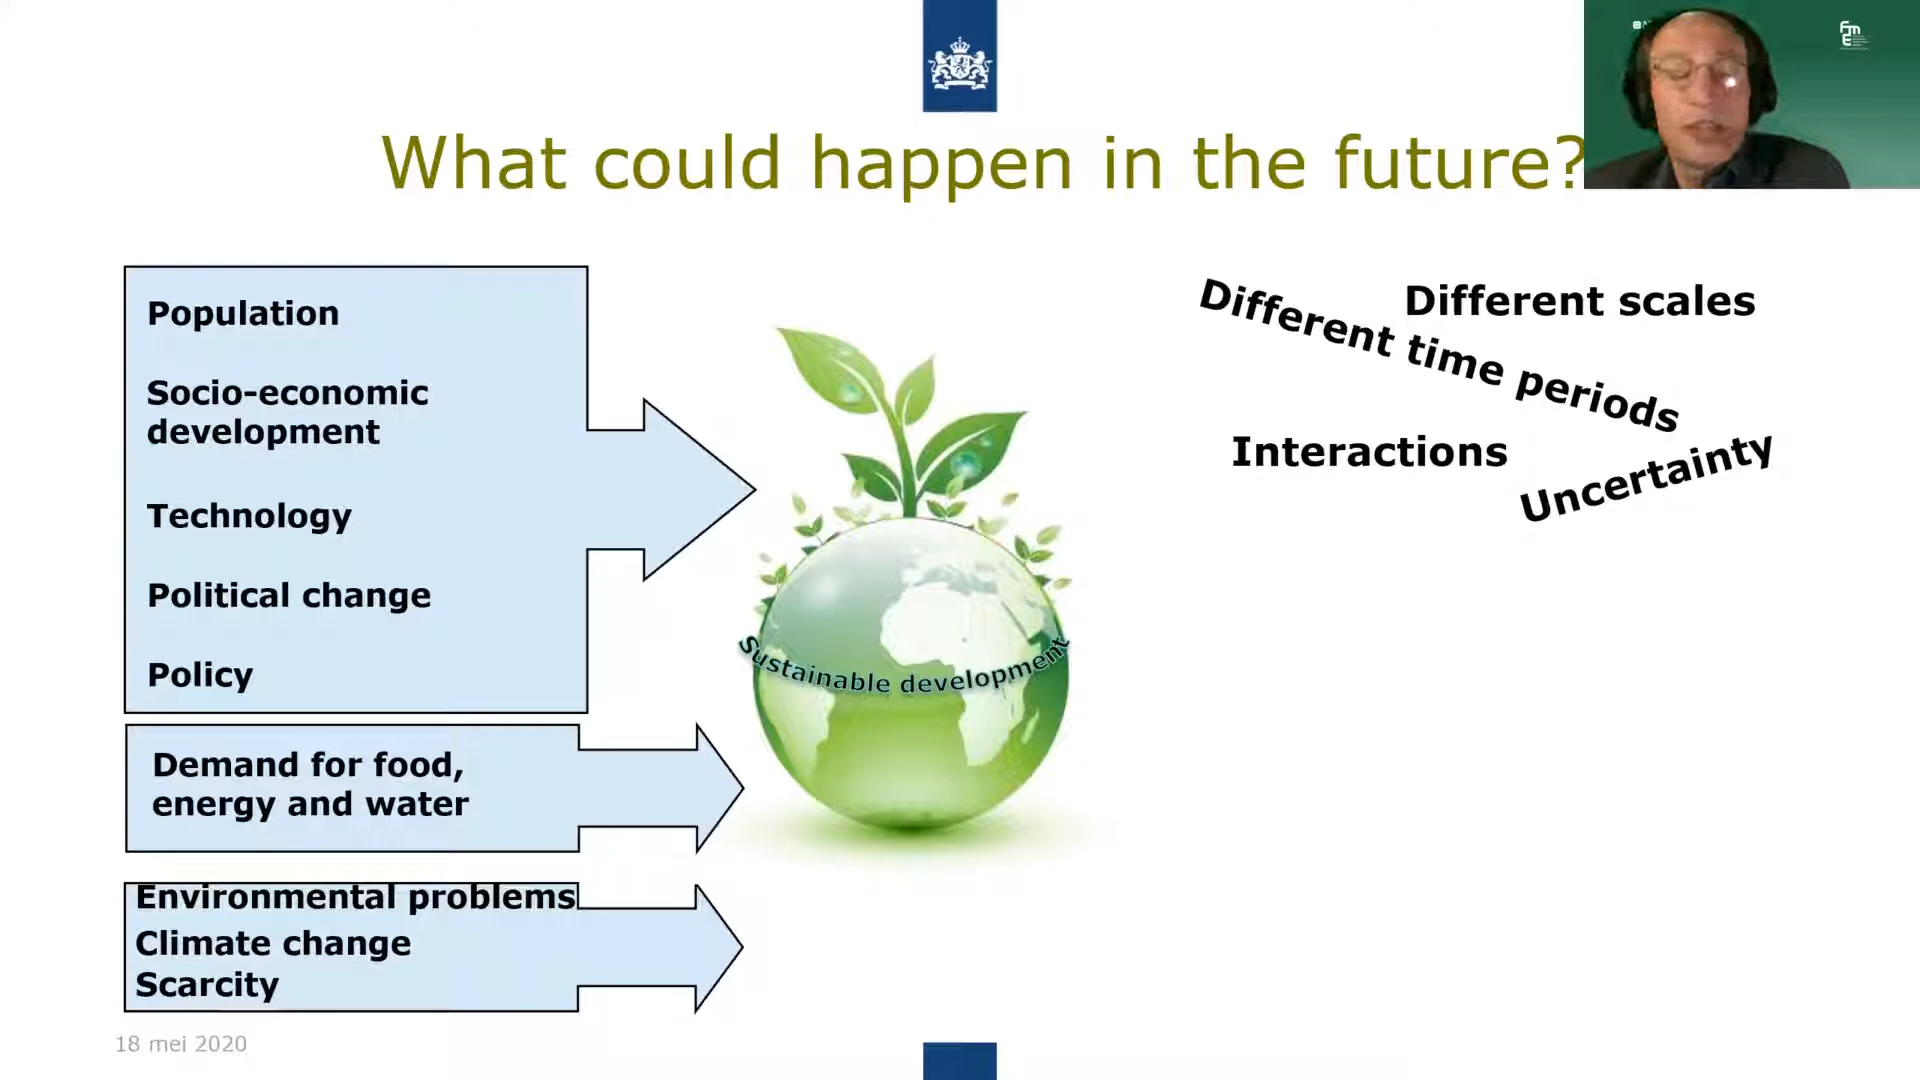 What could happen in the future?
Population
Socio-economic
development
Technology
Political change
Policy
Demand for food,
energy and water
Environmental problems
Climate change
Scarcity
Sustainable development
Different scales
Different time periods
Interactions
Uncertainty
18 mei 2020
FME